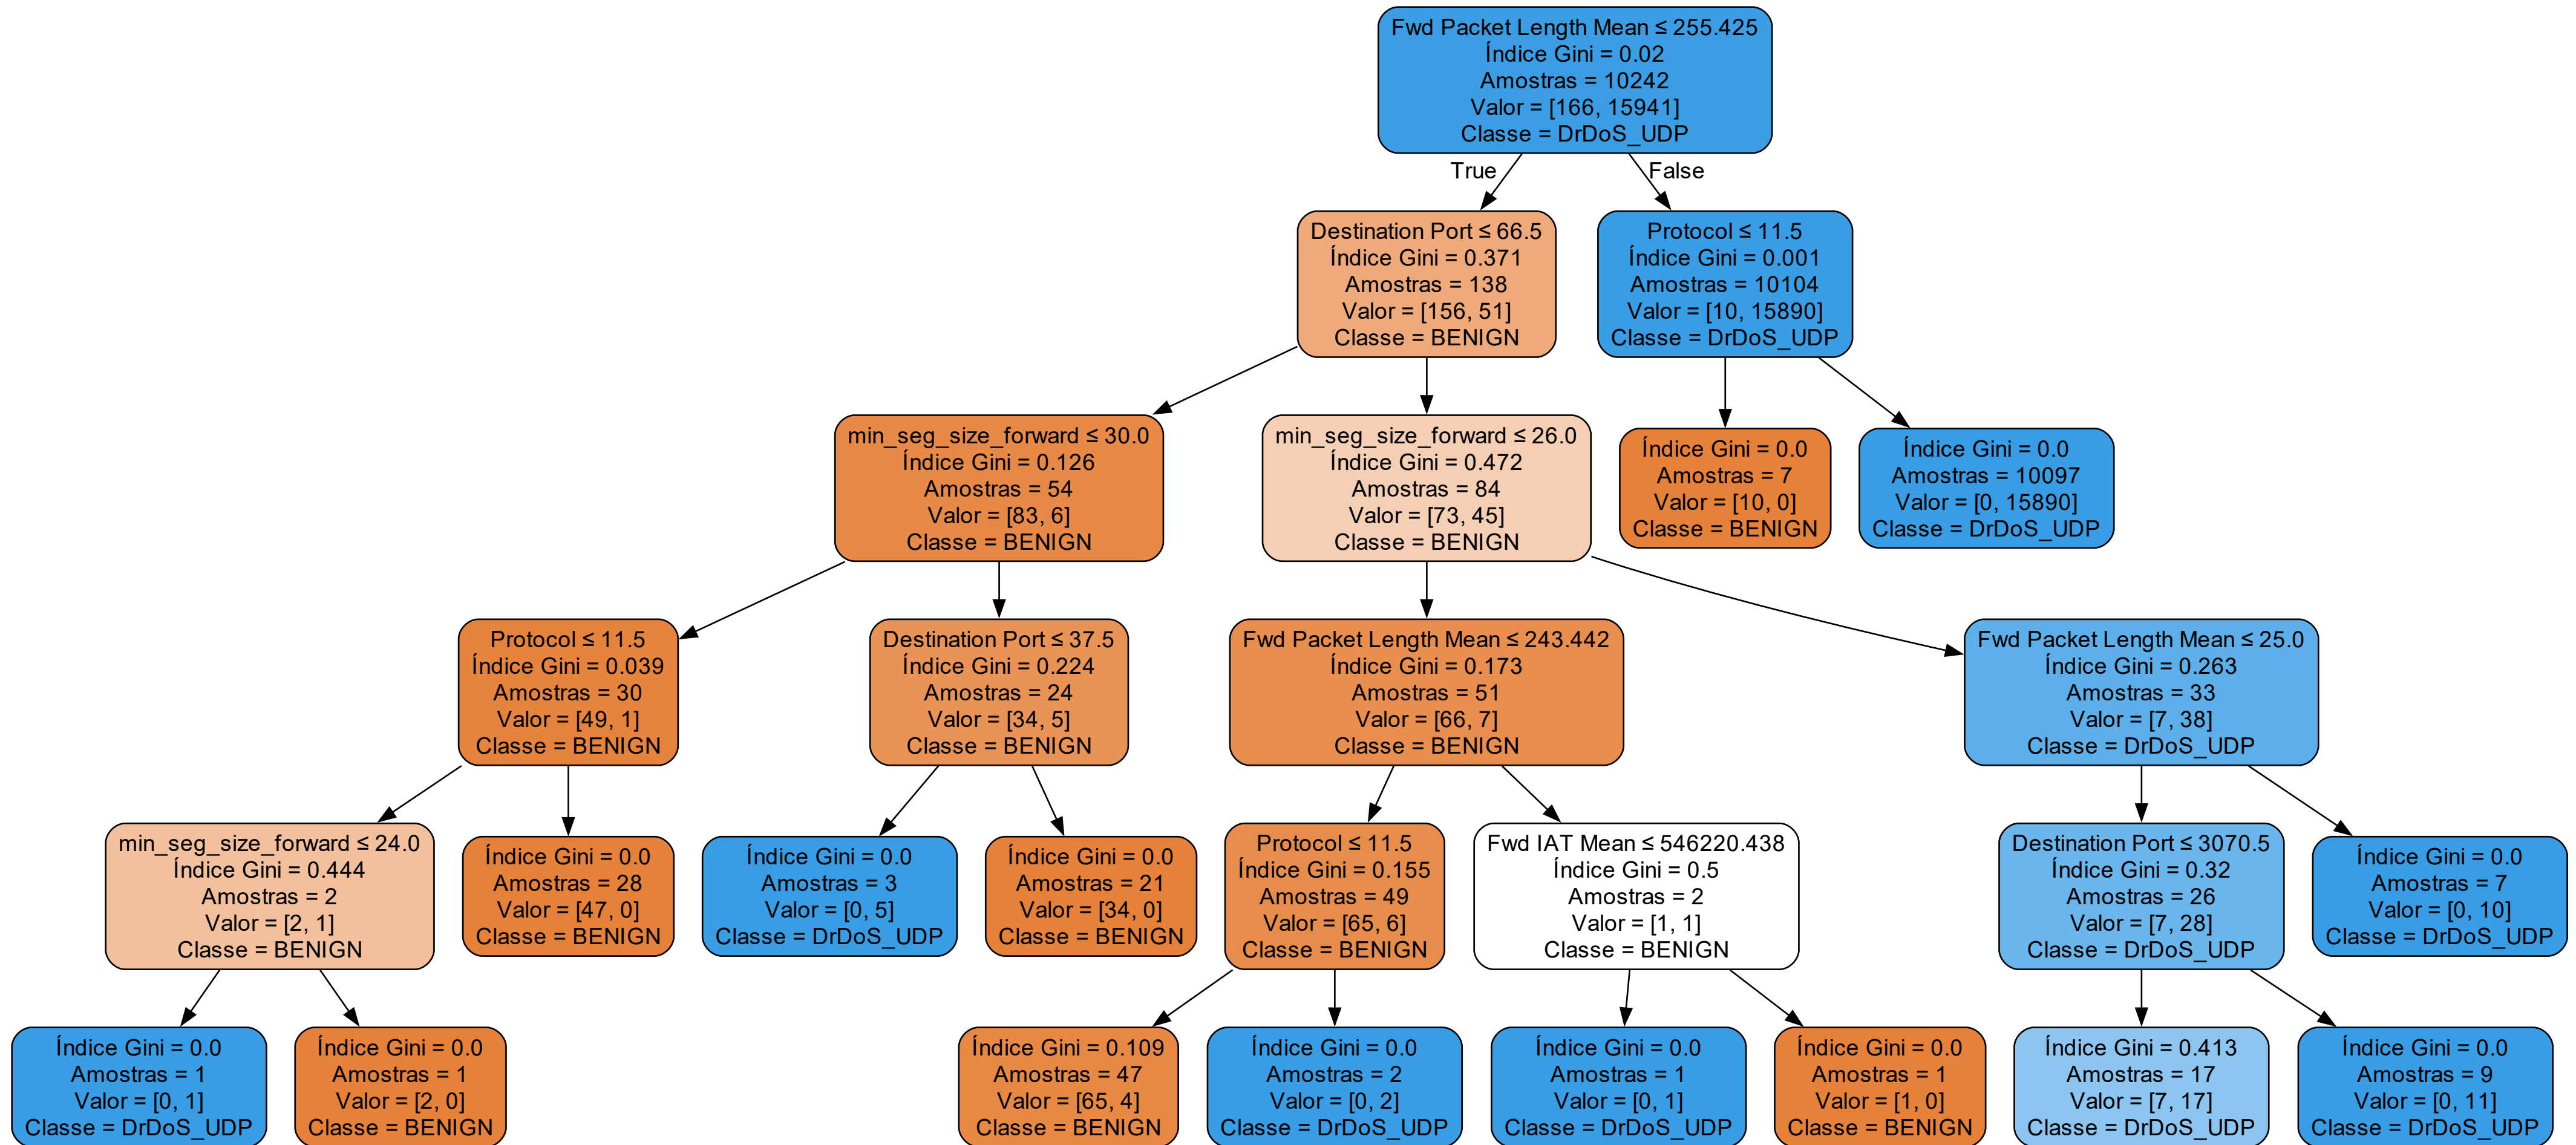 Fwd Packet Length Mean ≤ 255.425
Índice Gini = 0.02
Amostras = 10242
Valor = [166, 15941]
Classe = DrDoS_UDP
True
False
Destination Port ≤ 66.5
Índice Gini = 0.371
Amostras = 138
Valor = [156, 51]
Classe = BENIGN
Protocol ≤ 11.5
Índice Gini = 0.001
Amostras = 10104
Valor = [10, 15890]
Classe = DrDoS_UDP
min_seg_size_forward ≤ 30.0
Índice Gini = 0.126
Amostras = 54
Valor = [83, 6]
Classe = BENIGN
min_seg_size_forward ≤ 26.0
Índice Gini = 0.472
Amostras = 84
Valor = [73, 45]
Classe = BENIGN
Índice Gini = 0.0
Amostras = 7
Valor = [10, 0]
Classe = BENIGN
Índice Gini = 0.0
Amostras = 10097
Valor = [0, 15890]
Classe = DrDoS_UDP
Protocol ≤ 11.5
Índice Gini = 0.039
Amostras = 30
Valor = [49, 1]
Classe = BENIGN
Destination Port ≤ 37.5
Índice Gini = 0.224
Amostras = 24
Valor = [34, 5]
Classe = BENIGN
Fwd Packet Length Mean ≤ 243.442
Índice Gini = 0.173
Amostras = 51
Valor = [66, 7]
Classe = BENIGN
Fwd Packet Length Mean ≤ 25.0
Índice Gini = 0.263
Amostras = 33
Valor = [7, 38]
Classe = DrDoS_UDP
min_seg_size_forward ≤ 24.0
Índice Gini = 0.444
Amostras = 2
Valor = [2, 1]
Classe = BENIGN
Índice Gini = 0.0
Amostras = 28
Valor = [47, 0]
Classe = BENIGN
Índice Gini = 0.0
Amostras = 3
Valor = [0, 5]
Classe = DrDoS_UDP
Índice Gini = 0.0
Amostras = 21
Valor = [34, 0]
Classe = BENIGN
Protocol ≤ 11.5
Índice Gini = 0.155
Amostras = 49
Valor = [65, 6]
Classe = BENIGN
Fwd IAT Mean ≤ 546220.438
Índice Gini = 0.5
Amostras = 2
Valor = [1, 1]
Classe = BENIGN
Destination Port ≤ 3070.5
Índice Gini = 0.32
Amostras = 26
Valor = [7, 28]
Classe = DrDoS_UDP
Índice Gini = 0.0
Amostras = 7
Valor = [0, 10]
Classe = DrDoS_UDP
Índice Gini = 0.0
Amostras = 1
Valor = [0, 1]
Classe = DrDoS_UDP
Índice Gini = 0.0
Amostras = 1
Valor = [2, 0]
Classe = BENIGN
Índice Gini = 0.109
Amostras = 47
Valor = [65, 4]
Classe = BENIGN
Índice Gini = 0.0
Amostras = 2
Valor = [0, 2]
Classe = DrDoS_UDP
Índice Gini = 0.0
Amostras = 1
Valor = [0, 1]
Classe = DrDoS_UDP
Índice Gini = 0.0
Amostras = 1
Valor = [1, 0]
Classe = BENIGN
Índice Gini = 0.413
Amostras = 17
Valor = [7, 17]
Classe = DrDoS_UDP
Índice Gini = 0.0
Amostras = 9
Valor = [0, 11]
Classe = DrDoS_UDP